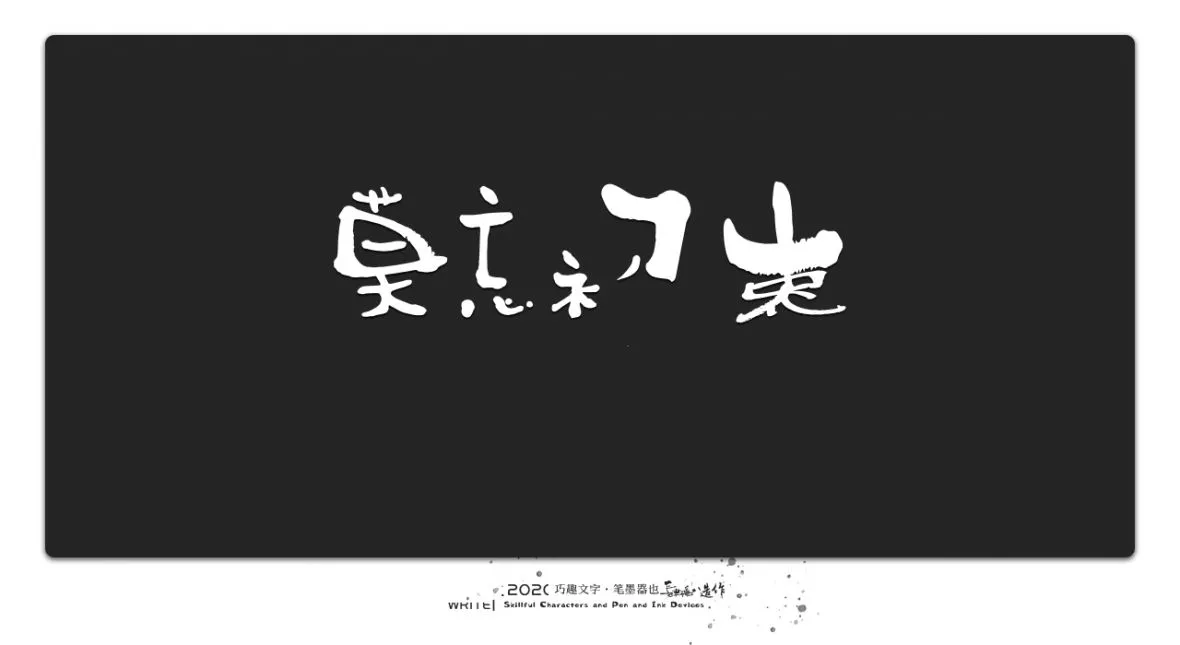 莫忘初衷
.2020 巧趣文字·笔墨器也
WRITE Skillful Characters and Pen and Ink Devices